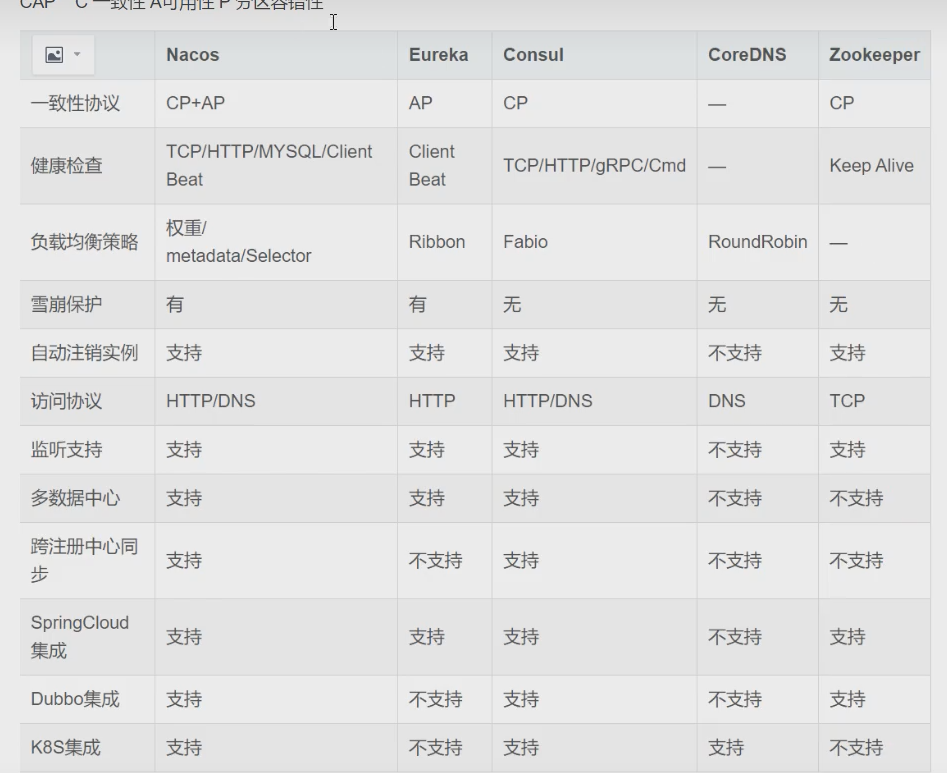 CAP C 一致性 A可用性 P 分区容错性
Nacos Eureka Consul CoreDNS Zookeeper
一致性协议 CP+AP AP CP — CP
健康检查 TCP/HTTP/MYSQL/Client Beat Client Beat TCP/HTTP/gRPC/Cmd — Keep Alive
负载均衡策略 权重/metadata/Selector Ribbon Fabio RoundRobin —
雪崩保护 有 有 无 无 无
自动注销实例 支持 支持 支持 不支持 支持
访问协议 HTTP/DNS HTTP HTTP/DNS DNS TCP
监听支持 支持 支持 支持 不支持 支持
多数据中心 支持 支持 支持 不支持 不支持
跨注册中心同步 支持 不支持 支持 不支持 不支持
SpringCloud集成 支持 支持 支持 不支持 支持
Dubbo集成 支持 不支持 支持 不支持 支持
K8S集成 支持 不支持 支持 支持 不支持